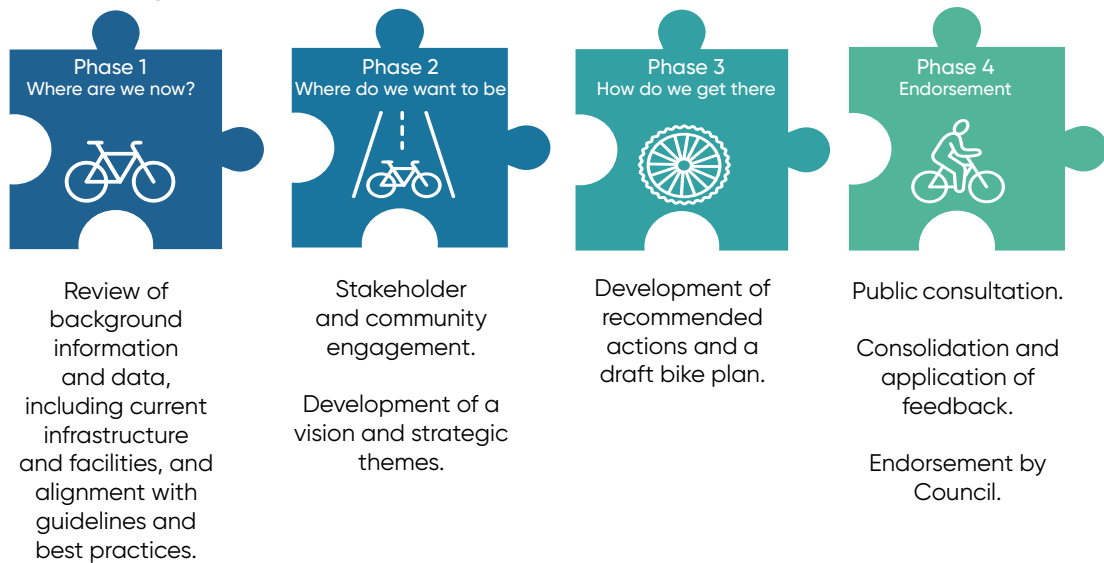 Phase 1
Where are we now?
Review of
background
information
and data,
including current
infrastructure
and facilities, and
alignment with
guidelines and
best practices.
Phase 2
Where do we want to be
Stakeholder
and community
engagement.
Development of a
vision and strategic
themes.
Phase 3
How do we get there
Development of
recommended
actions and a
draft bike plan.
Phase 4
Endorsement
Public consultation.
Consolidation and
application of
feedback.
Endorsement by
Council.